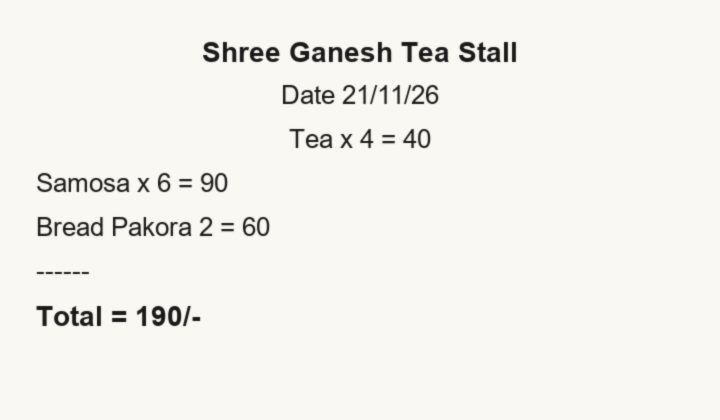 Shree Ganesh Tea Stall
Date 21/11/26
Tea x 4 = 40
Samosa x 6 = 90
Bread Pakora 2 = 60
------
Total = 190/-